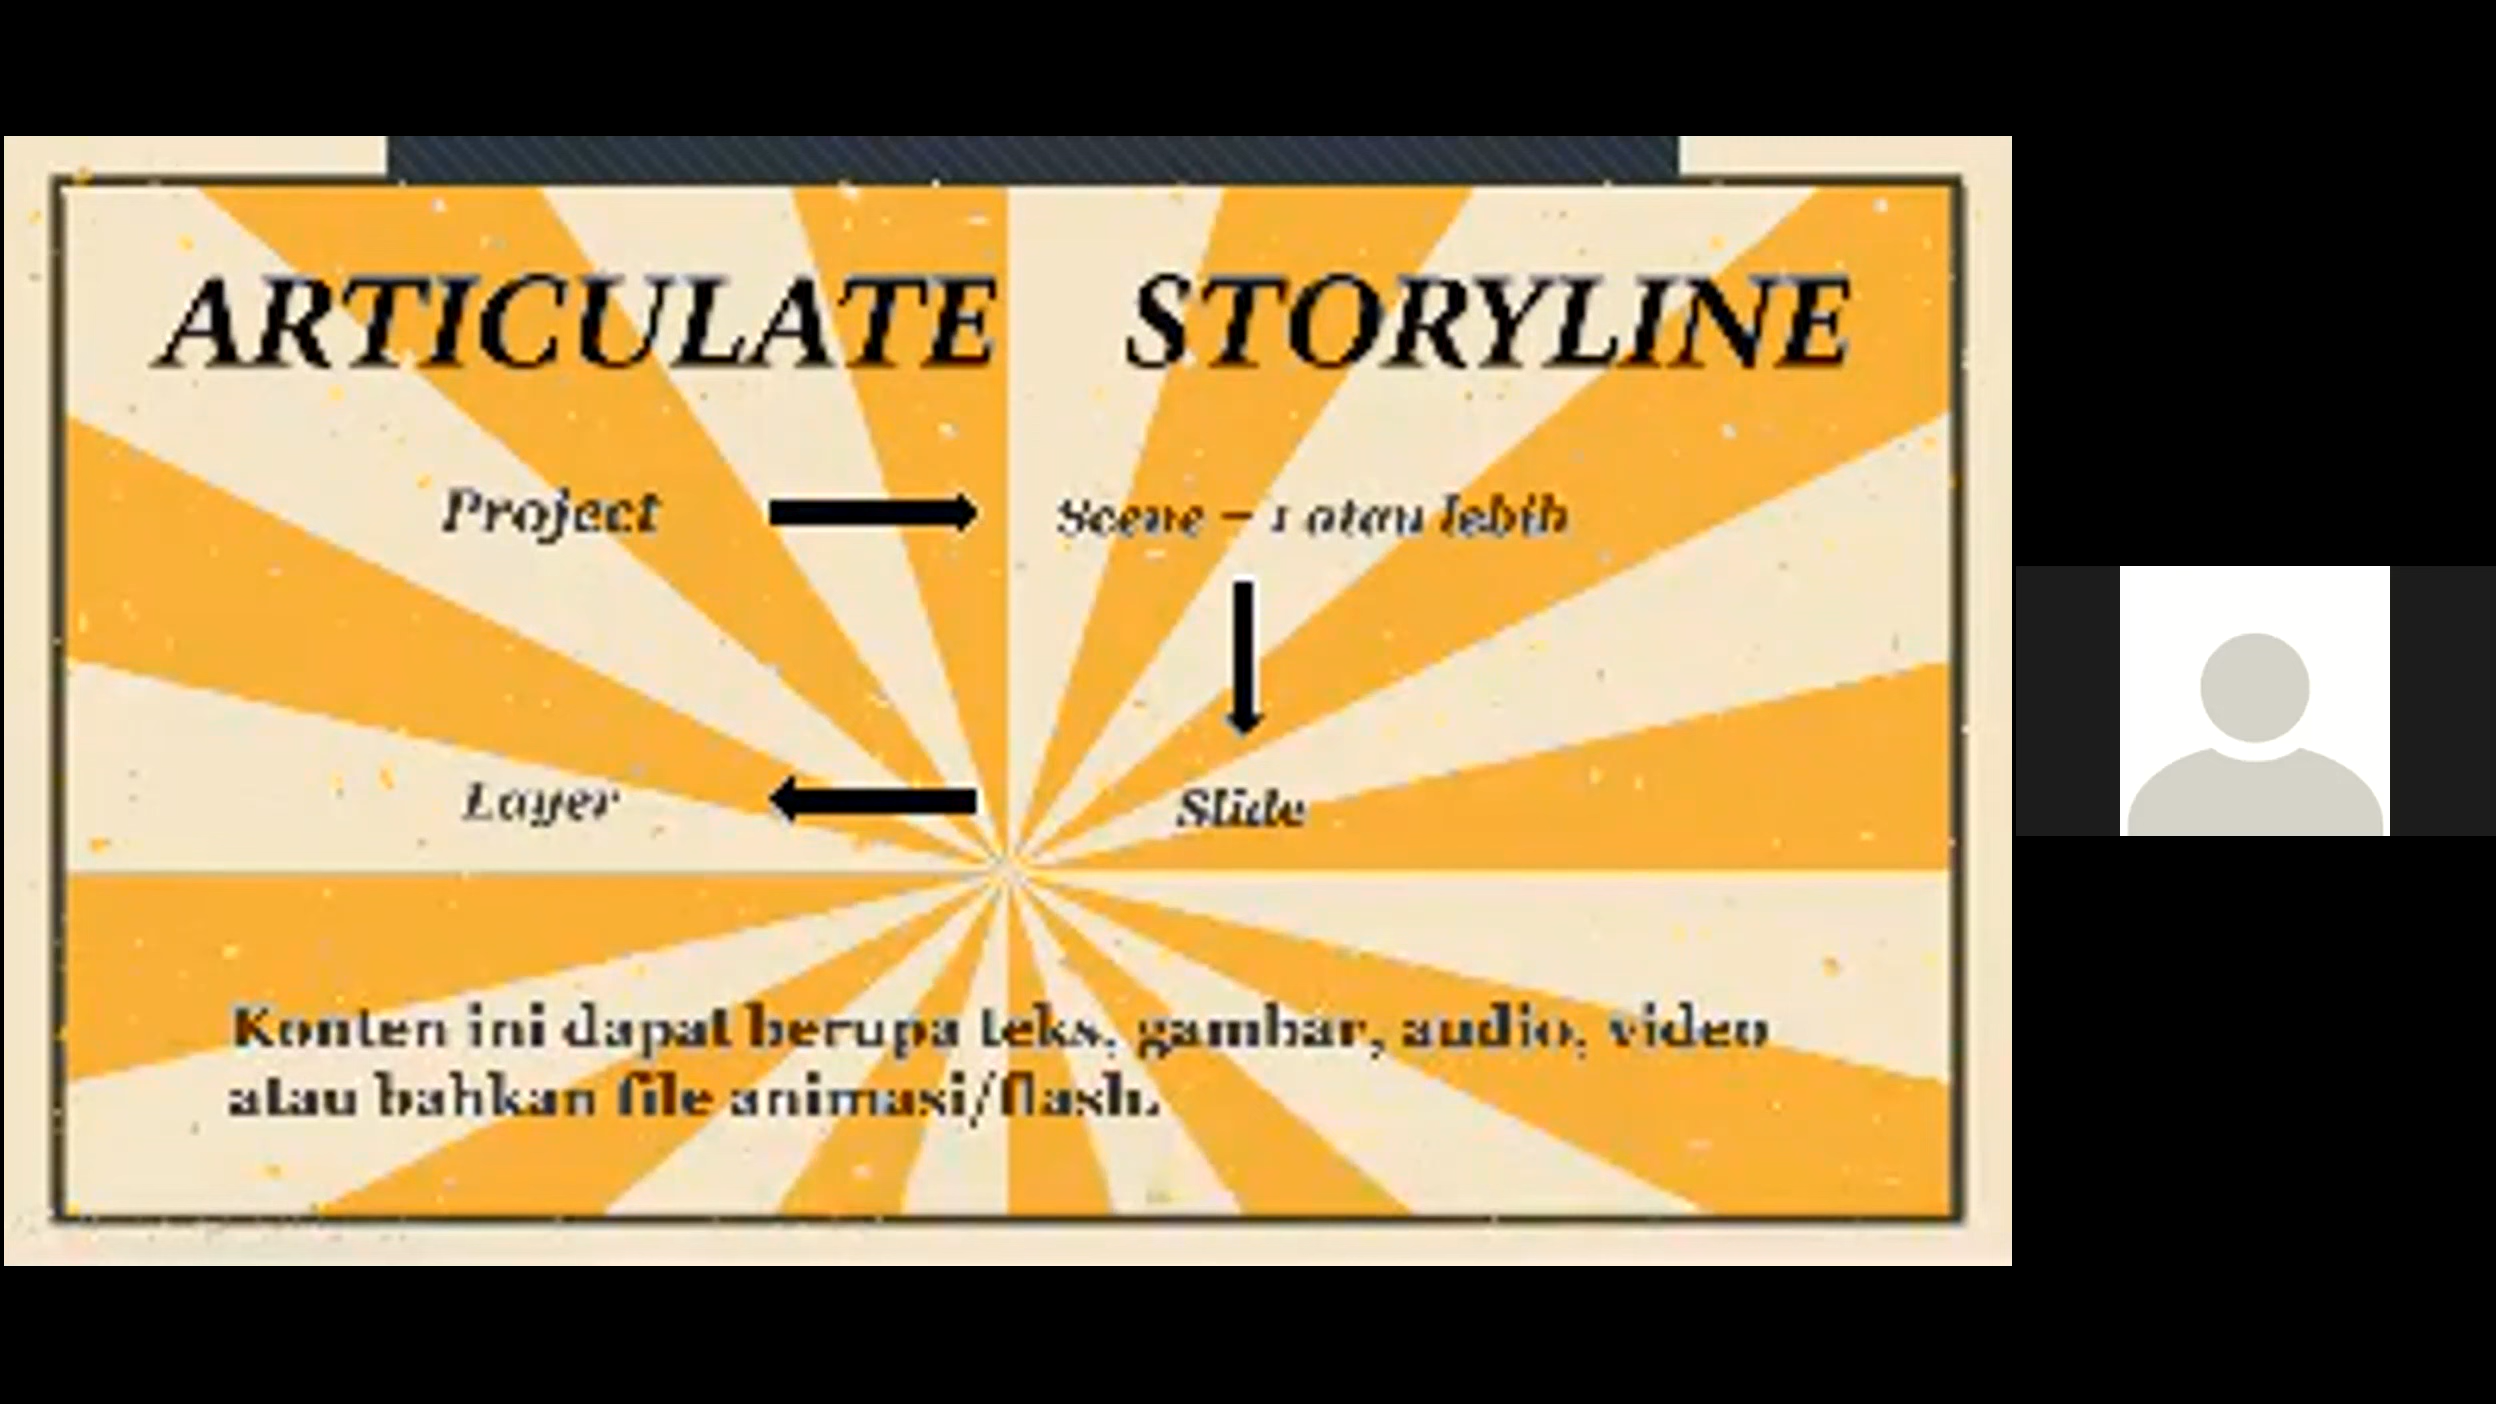 ARTICULATE STORYLINE
Project
Scene – 1 atau lebih
Layer
Slide
Konten ini dapat berupa teks, gambar, audio, video
atau bahkan file animasi/flash.